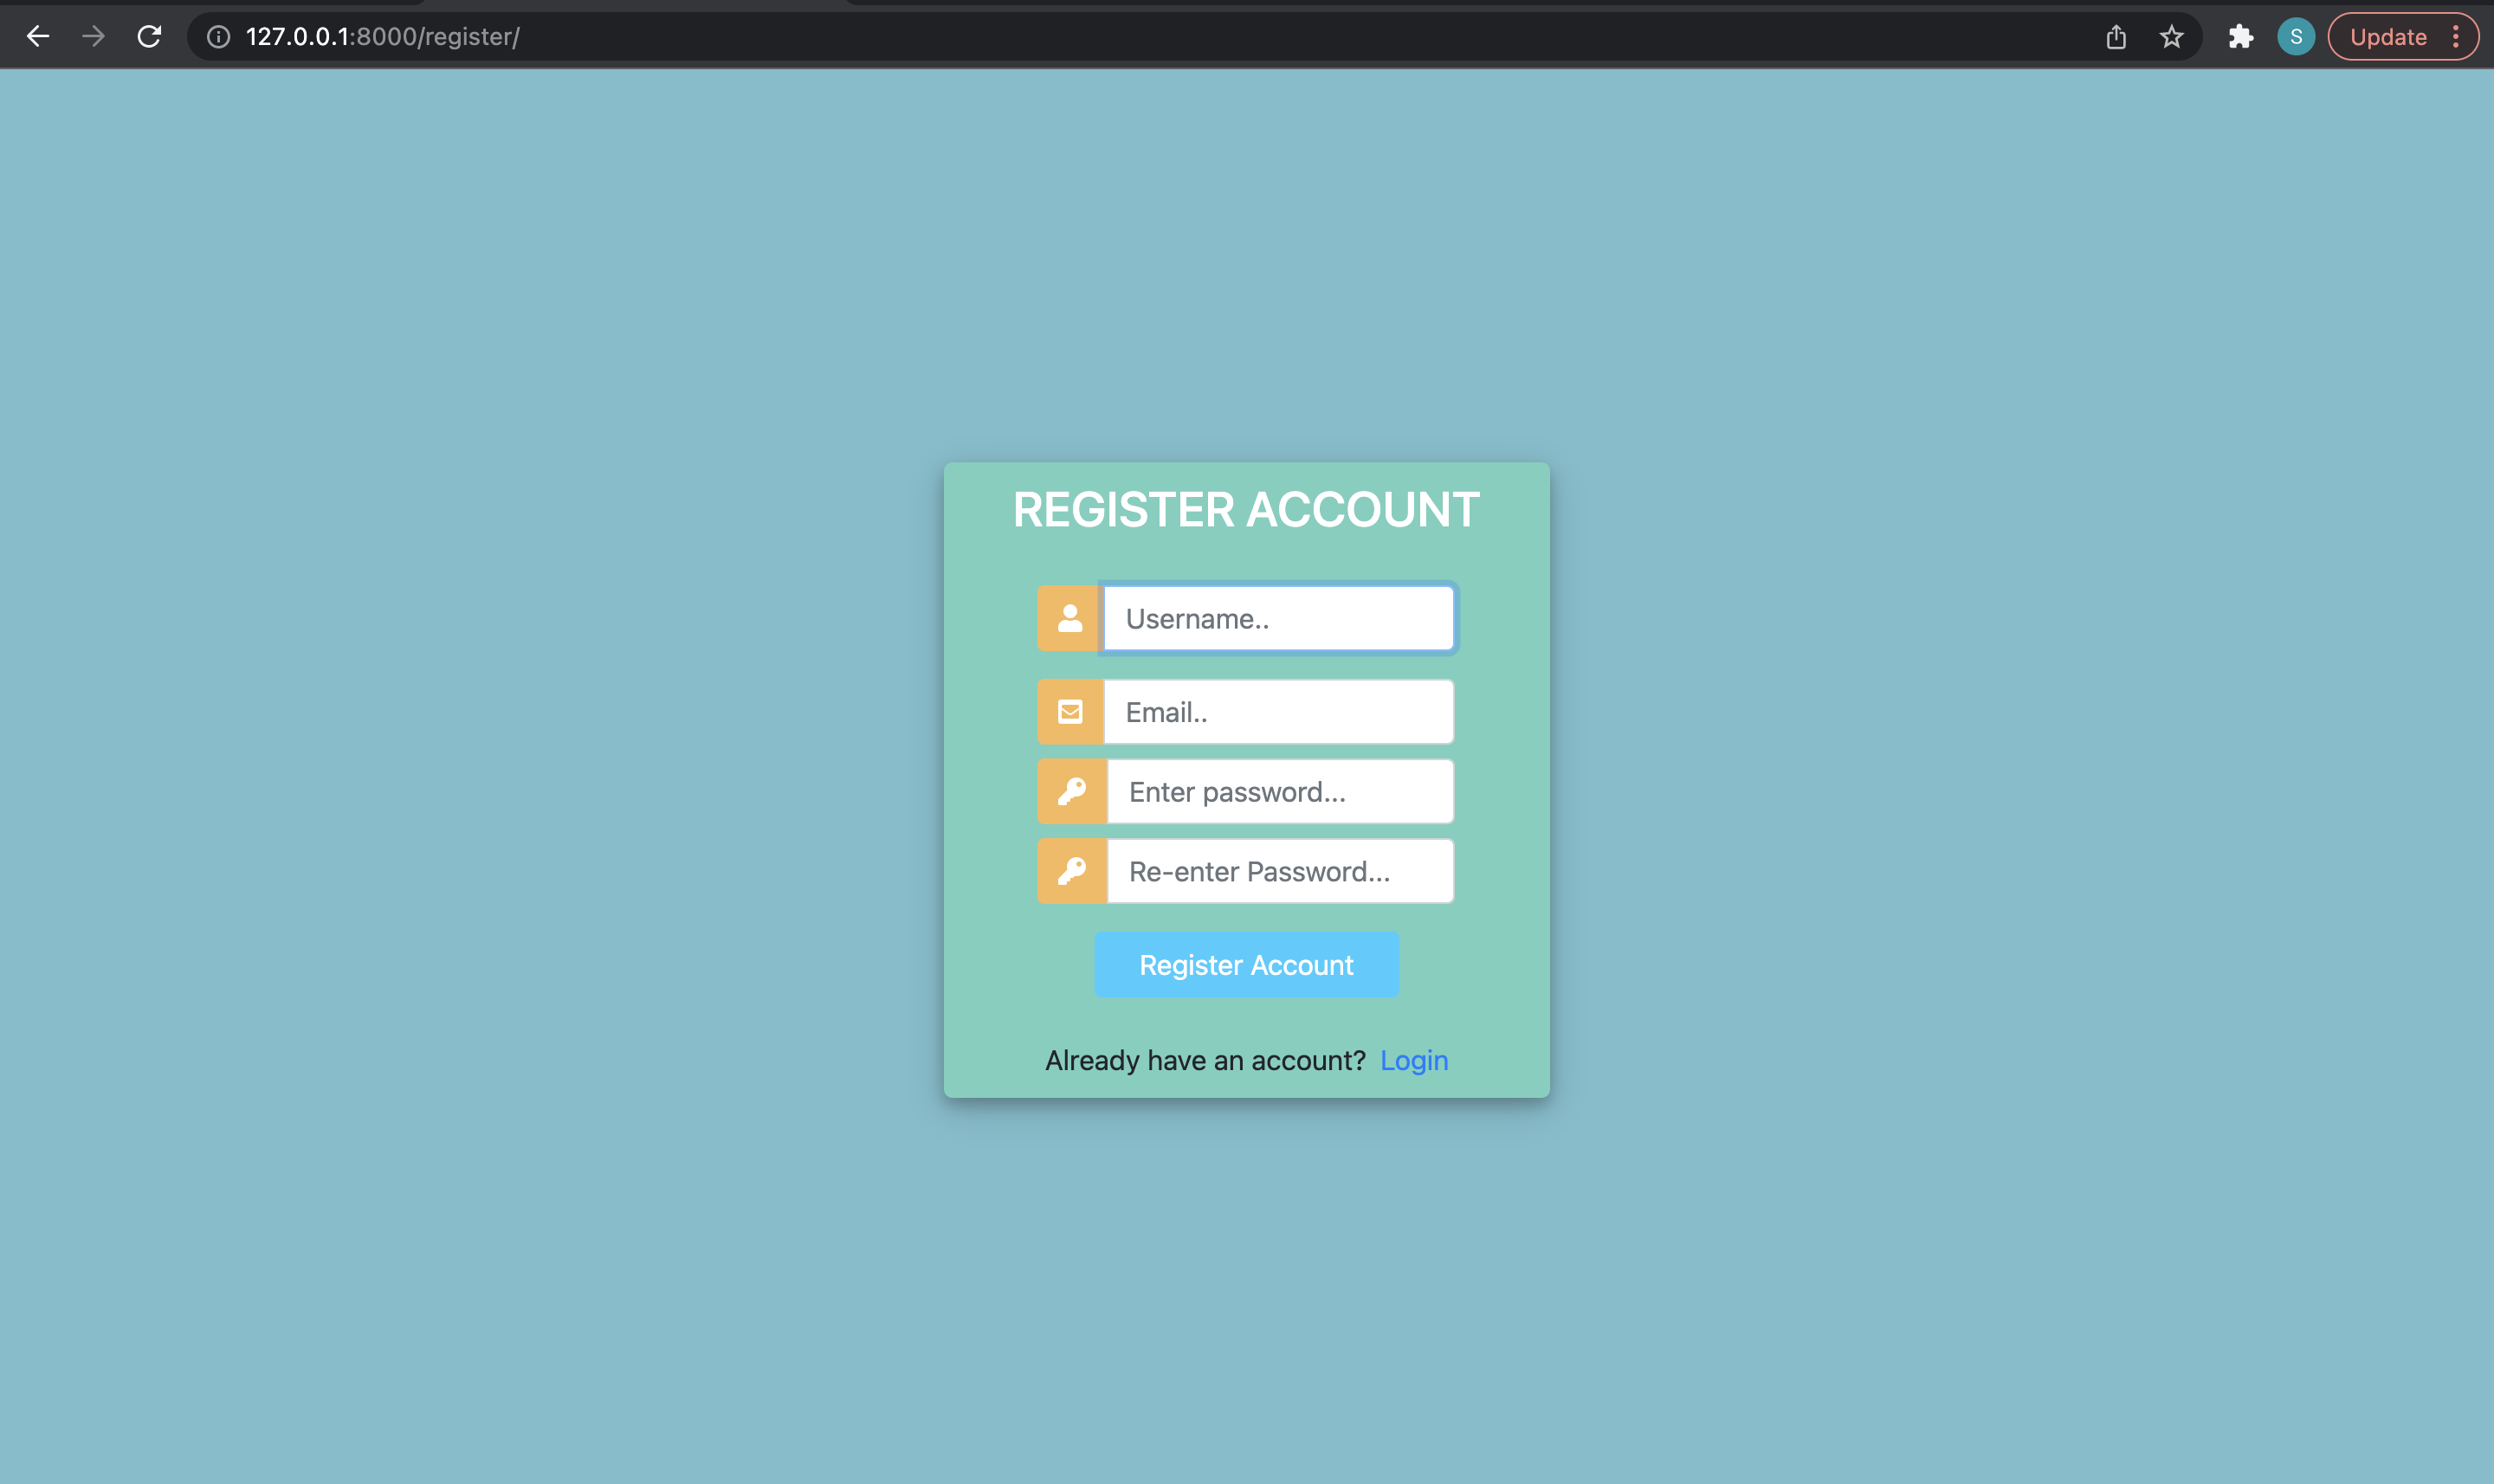 127.0.0.1:8000/register/
S
Update
REGISTER ACCOUNT
Username..
Email..
Enter password...
Re-enter Password...
Register Account
Already have an account? Login